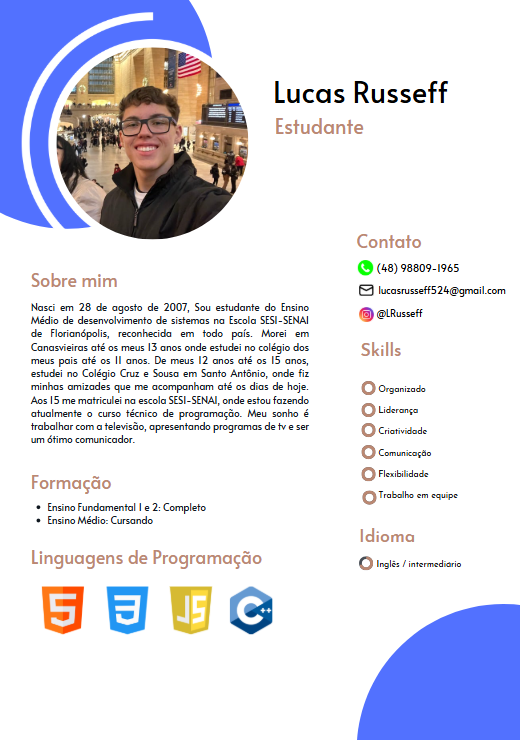 Lucas Russeff
Estudante
Contato
(48) 98809-1965
lucasrusseff524@gmail.com
@LRusseff
Sobre mim
Nasci em 28 de agosto de 2007, Sou estudante do Ensino
Médio de desenvolvimento de sistemas na Escola SESI-SENAI
de Florianópolis, reconhecida em todo país. Morei em
Canasvieiras até os meus 13 anos onde estudei no colégio dos
meus pais até os 11 anos. De meus 12 anos até os 15 anos,
estudei no Colégio Cruz e Sousa em Santo Antônio, onde fiz
minhas amizades que me acompanham até os dias de hoje.
Aos 15 me matriculei na escola SESI-SENAI, onde estou fazendo
atualmente o curso técnico de programação. Meu sonho é
trabalhar com a televisão, apresentando programas de tv e ser
um ótimo comunicador.
Skills
Organizado
Liderança
Criatividade
Comunicação
Flexibilidade
Trabalho em equipe
Formação
Ensino Fundamental 1 e 2: Completo
Ensino Médio: Cursando
Idioma
Inglês / intermediário
Linguagens de Programação
5
3
JS
C++